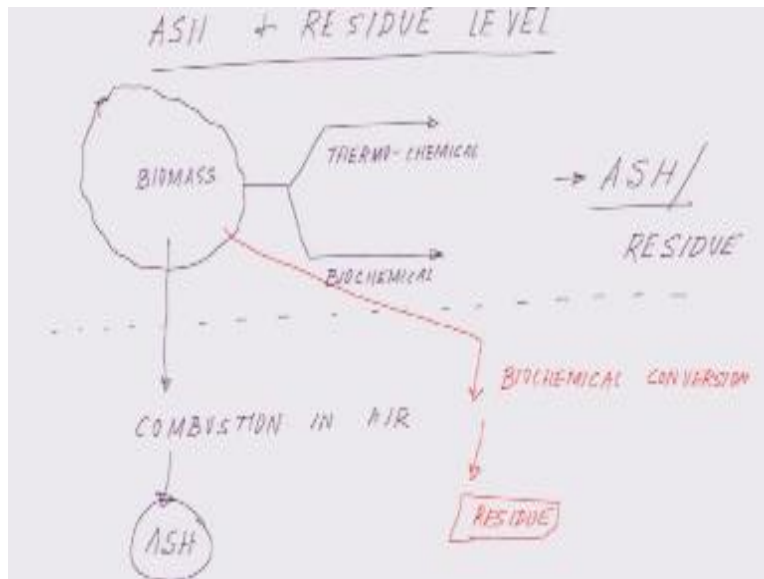 ASH + RESIDUE LEVEL
THERMO-CHEMICAL
BIOMASS
→ ASH/
RESIDUE
BIOCHEMICAL
BIOCHEMICAL CONVERSION
COMBUSTION IN AIR
RESIDUE
ASH